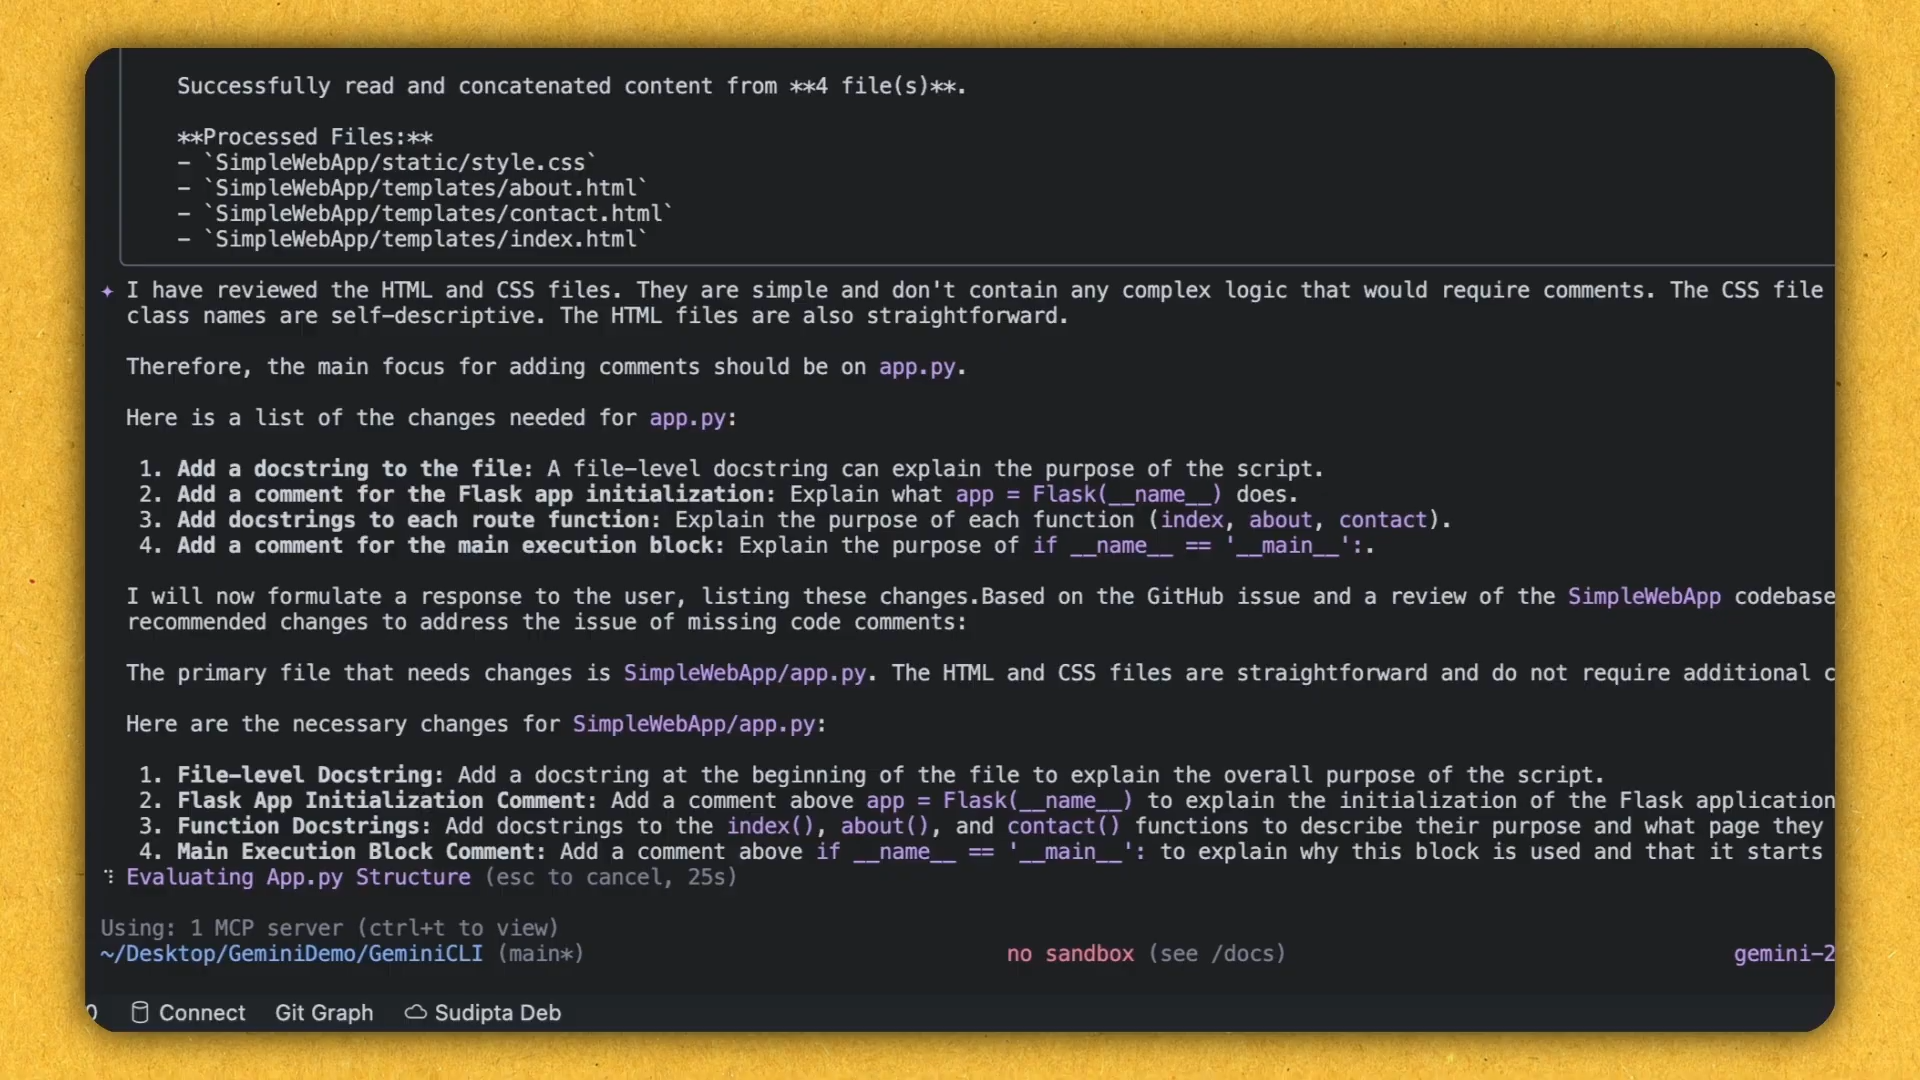 Successfully read and concatenated content from **4 file(s)**.
**Processed Files:**
- `SimpleWebApp/static/style.css`
- `SimpleWebApp/templates/about.html`
- `SimpleWebApp/templates/contact.html`
- `SimpleWebApp/templates/index.html`
✦ I have reviewed the HTML and CSS files. They are simple and don't contain any complex logic that would require comments. The CSS file
class names are self-descriptive. The HTML files are also straightforward.
Therefore, the main focus for adding comments should be on app.py.
Here is a list of the changes needed for app.py:
1. Add a docstring to the file: A file-level docstring can explain the purpose of the script.
2. Add a comment for the Flask app initialization: Explain what app = Flask(__name__) does.
3. Add docstrings to each route function: Explain the purpose of each function (index, about, contact).
4. Add a comment for the main execution block: Explain the purpose of if __name__ == '__main__':.
I will now formulate a response to the user, listing these changes.Based on the GitHub issue and a review of the SimpleWebApp codebase
recommended changes to address the issue of missing code comments:
The primary file that needs changes is SimpleWebApp/app.py. The HTML and CSS files are straightforward and do not require additional c
Here are the necessary changes for SimpleWebApp/app.py:
1. File-level Docstring: Add a docstring at the beginning of the file to explain the overall purpose of the script.
2. Flask App Initialization Comment: Add a comment above app = Flask(__name__) to explain the initialization of the Flask application
3. Function Docstrings: Add docstrings to the index(), about(), and contact() functions to describe their purpose and what page they
4. Main Execution Block Comment: Add a comment above if __name__ == '__main__': to explain why this block is used and that it starts
Evaluating App.py Structure (esc to cancel, 25s)
Using: 1 MCP server (ctrl+t to view)
~/Desktop/GeminiDemo/GeminiCLI (main*) no sandbox (see /docs) gemini-2
0 Connect Git Graph Sudipta Deb